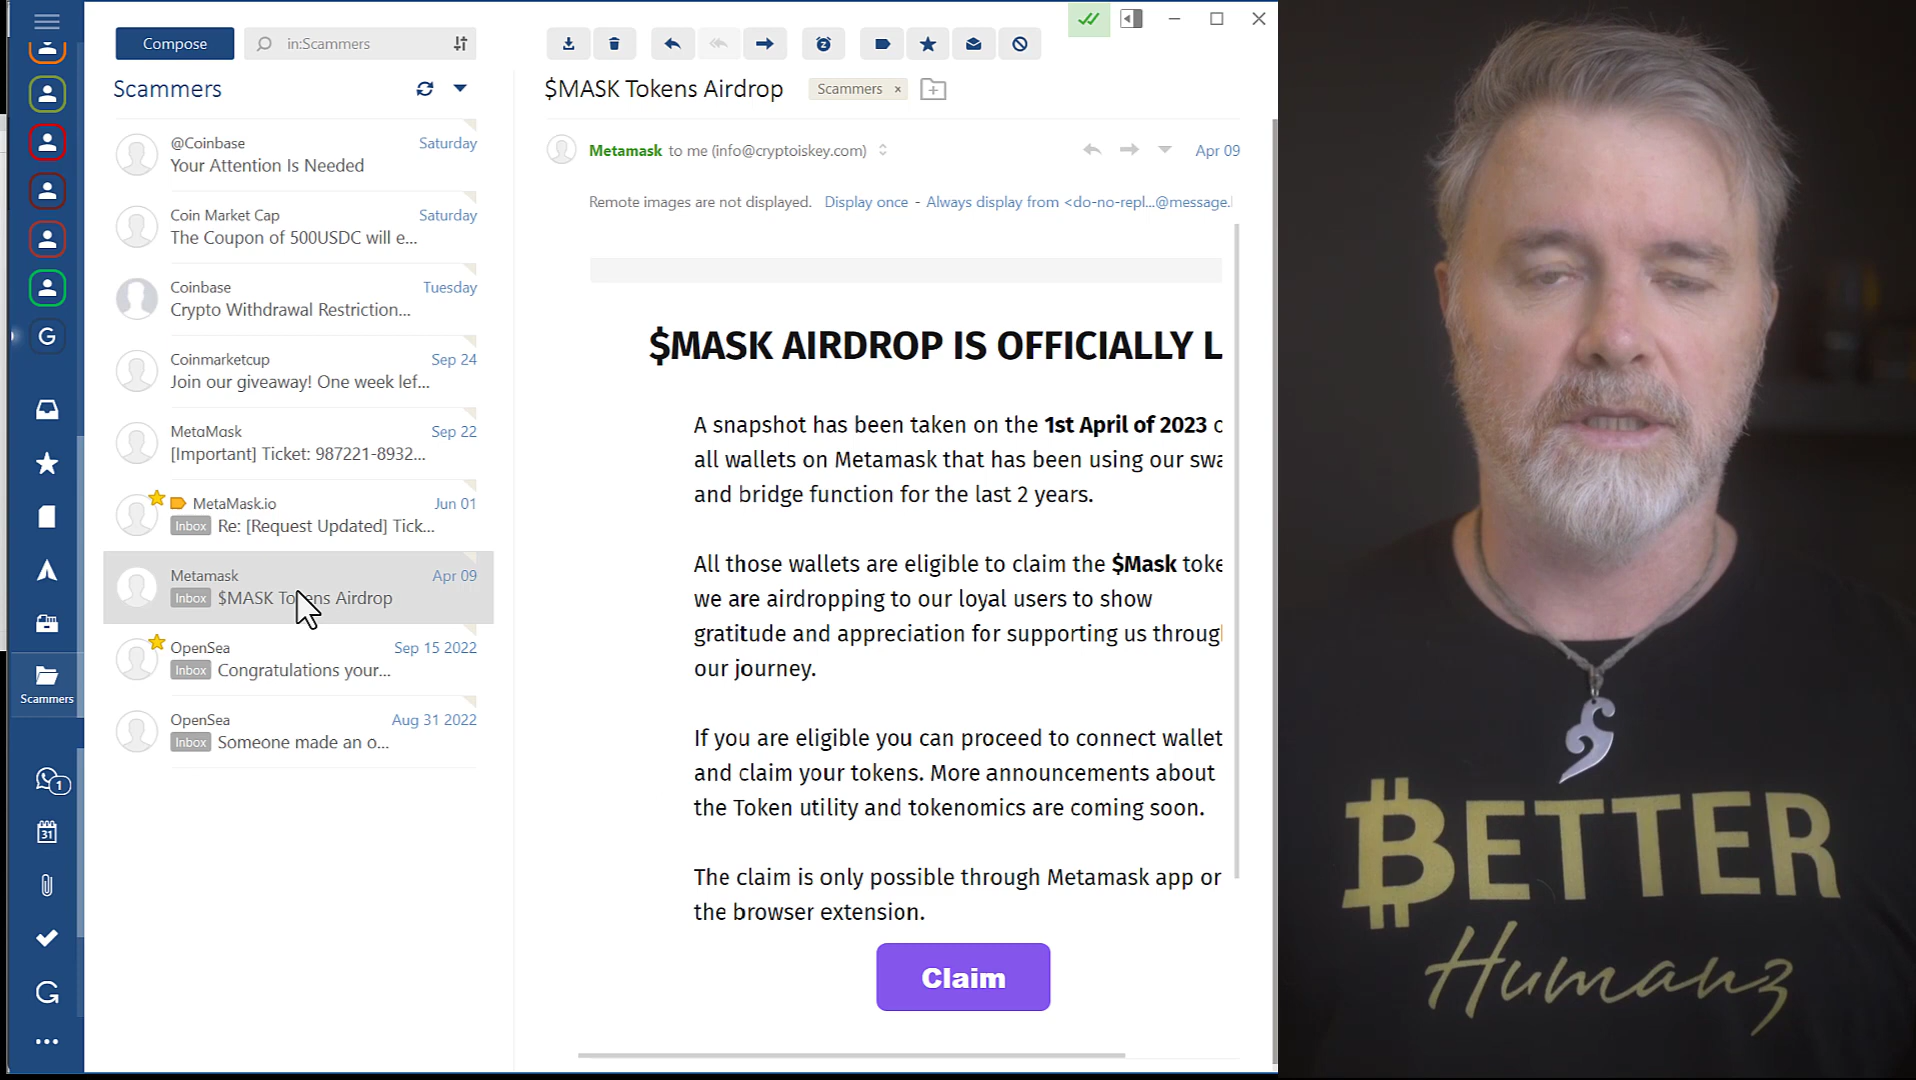 Compose
in:Scammers
Scammers
@Coinbase
Saturday
Your Attention Is Needed
Coin Market Cap
Saturday
The Coupon of 500USDC will e...
Coinbase
Tuesday
Crypto Withdrawal Restriction...
Coinmarketcup
Sep 24
Join our giveaway! One week lef...
MetaMask
Sep 22
[Important] Ticket: 987221-8932...
MetaMask.io
Jun 01
Inbox Re: [Request Updated] Tick...
Metamask
Apr 09
Inbox $MASK Tokens Airdrop
OpenSea
Sep 15 2022
Inbox Congratulations your...
OpenSea
Aug 31 2022
Inbox Someone made an o...
G
Scammers
1
31
G
$MASK Tokens Airdrop
Scammers ×
Metamask to me (info@cryptoiskey.com)
Apr 09
Remote images are not displayed. Display once - Always display from <do-no-repl...@message.
$MASK AIRDROP IS OFFICIALLY L
A snapshot has been taken on the 1st April of 2023 o
all wallets on Metamask that has been using our swa
and bridge function for the last 2 years.
All those wallets are eligible to claim the $Mask toke
we are airdropping to our loyal users to show
gratitude and appreciation for supporting us through
our journey.
If you are eligible you can proceed to connect wallet
and claim your tokens. More announcements about
the Token utility and tokenomics are coming soon.
The claim is only possible through Metamask app or
the browser extension.
Claim
₿ETTER
Humanz